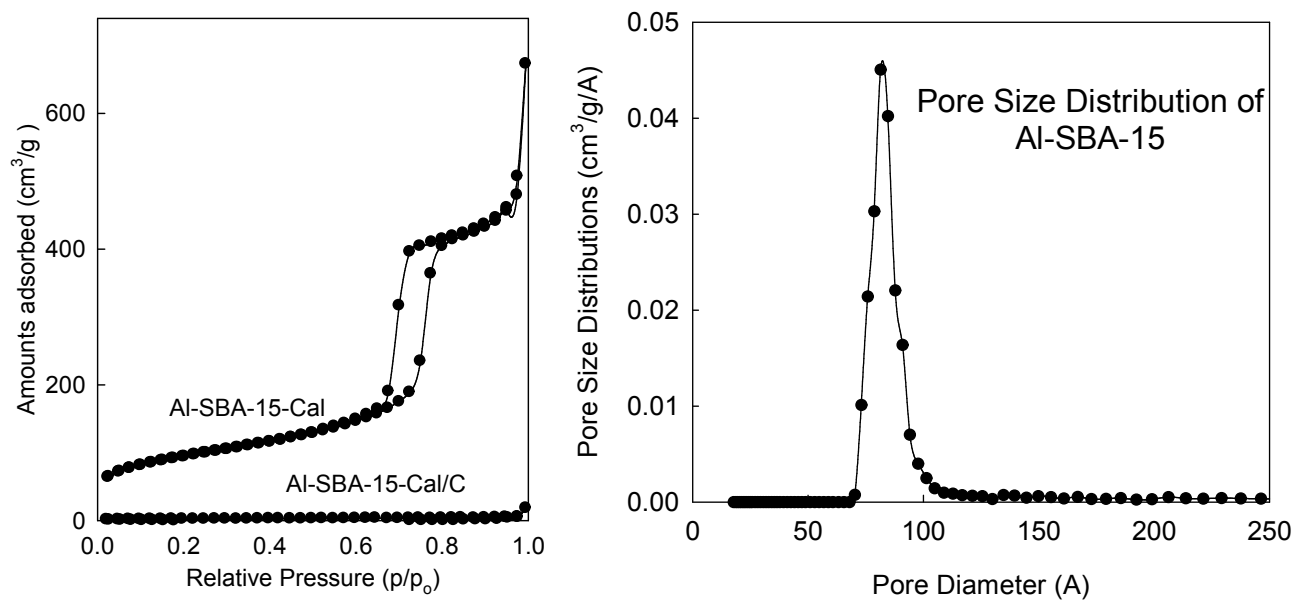 Amounts adsorbed (cm³/g )
600
400
200
0
Al-SBA-15-Cal
Al-SBA-15-Cal/C
0.0 0.2 0.4 0.6 0.8 1.0
Relative Pressure (p/pₒ)
Pore Size Distributions (cm³/g/A)
0.05
0.04
0.03
0.02
0.01
0.00
Pore Size Distribution of
Al-SBA-15
0 50 100 150 200 250
Pore Diameter (A)